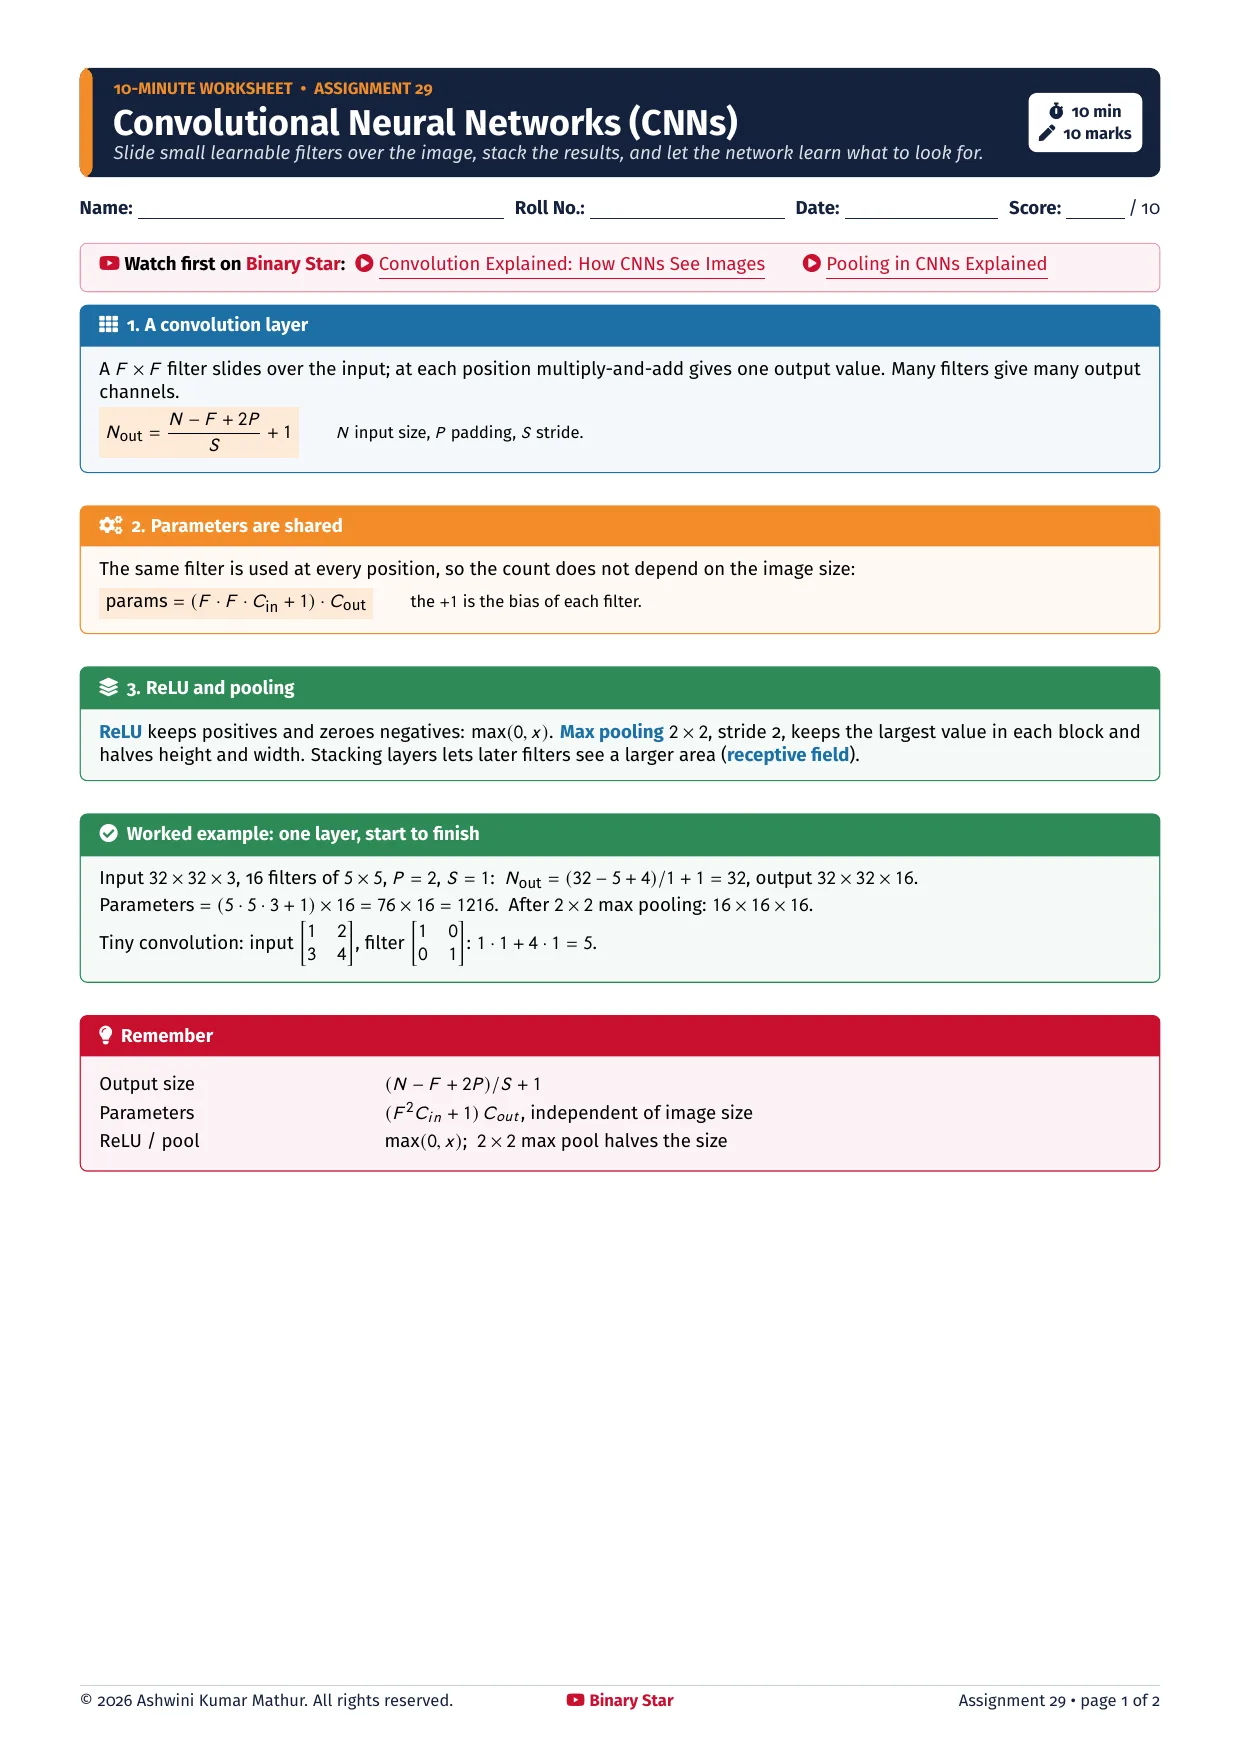 10-MINUTE WORKSHEET • ASSIGNMENT 29
Convolutional Neural Networks (CNNs)
Slide small learnable filters over the image, stack the results, and let the network learn what to look for.
10 min
10 marks
Name: Roll No.: Date: Score: / 10
Watch first on Binary Star: Convolution Explained: How CNNs See Images Pooling in CNNs Explained
1. A convolution layer
A F × F filter slides over the input; at each position multiply-and-add gives one output value. Many filters give many output
channels.
N_out = (N − F + 2P)/S + 1 N input size, P padding, S stride.
2. Parameters are shared
The same filter is used at every position, so the count does not depend on the image size:
params = (F · F · C_in + 1) · C_out the +1 is the bias of each filter.
3. ReLU and pooling
ReLU keeps positives and zeroes negatives: max(0, x). Max pooling 2 × 2, stride 2, keeps the largest value in each block and
halves height and width. Stacking layers lets later filters see a larger area (receptive field).
Worked example: one layer, start to finish
Input 32 × 32 × 3, 16 filters of 5 × 5, P = 2, S = 1: N_out = (32 − 5 + 4)/1 + 1 = 32, output 32 × 32 × 16.
Parameters = (5 · 5 · 3 + 1) × 16 = 76 × 16 = 1216. After 2 × 2 max pooling: 16 × 16 × 16.
Tiny convolution: input [1 2; 3 4], filter [1 0; 0 1]: 1 · 1 + 4 · 1 = 5.
Remember
Output size (N − F + 2P)/S + 1
Parameters (F²C_in + 1) C_out, independent of image size
ReLU / pool max(0, x); 2 × 2 max pool halves the size
© 2026 Ashwini Kumar Mathur. All rights reserved. Binary Star Assignment 29 • page 1 of 2